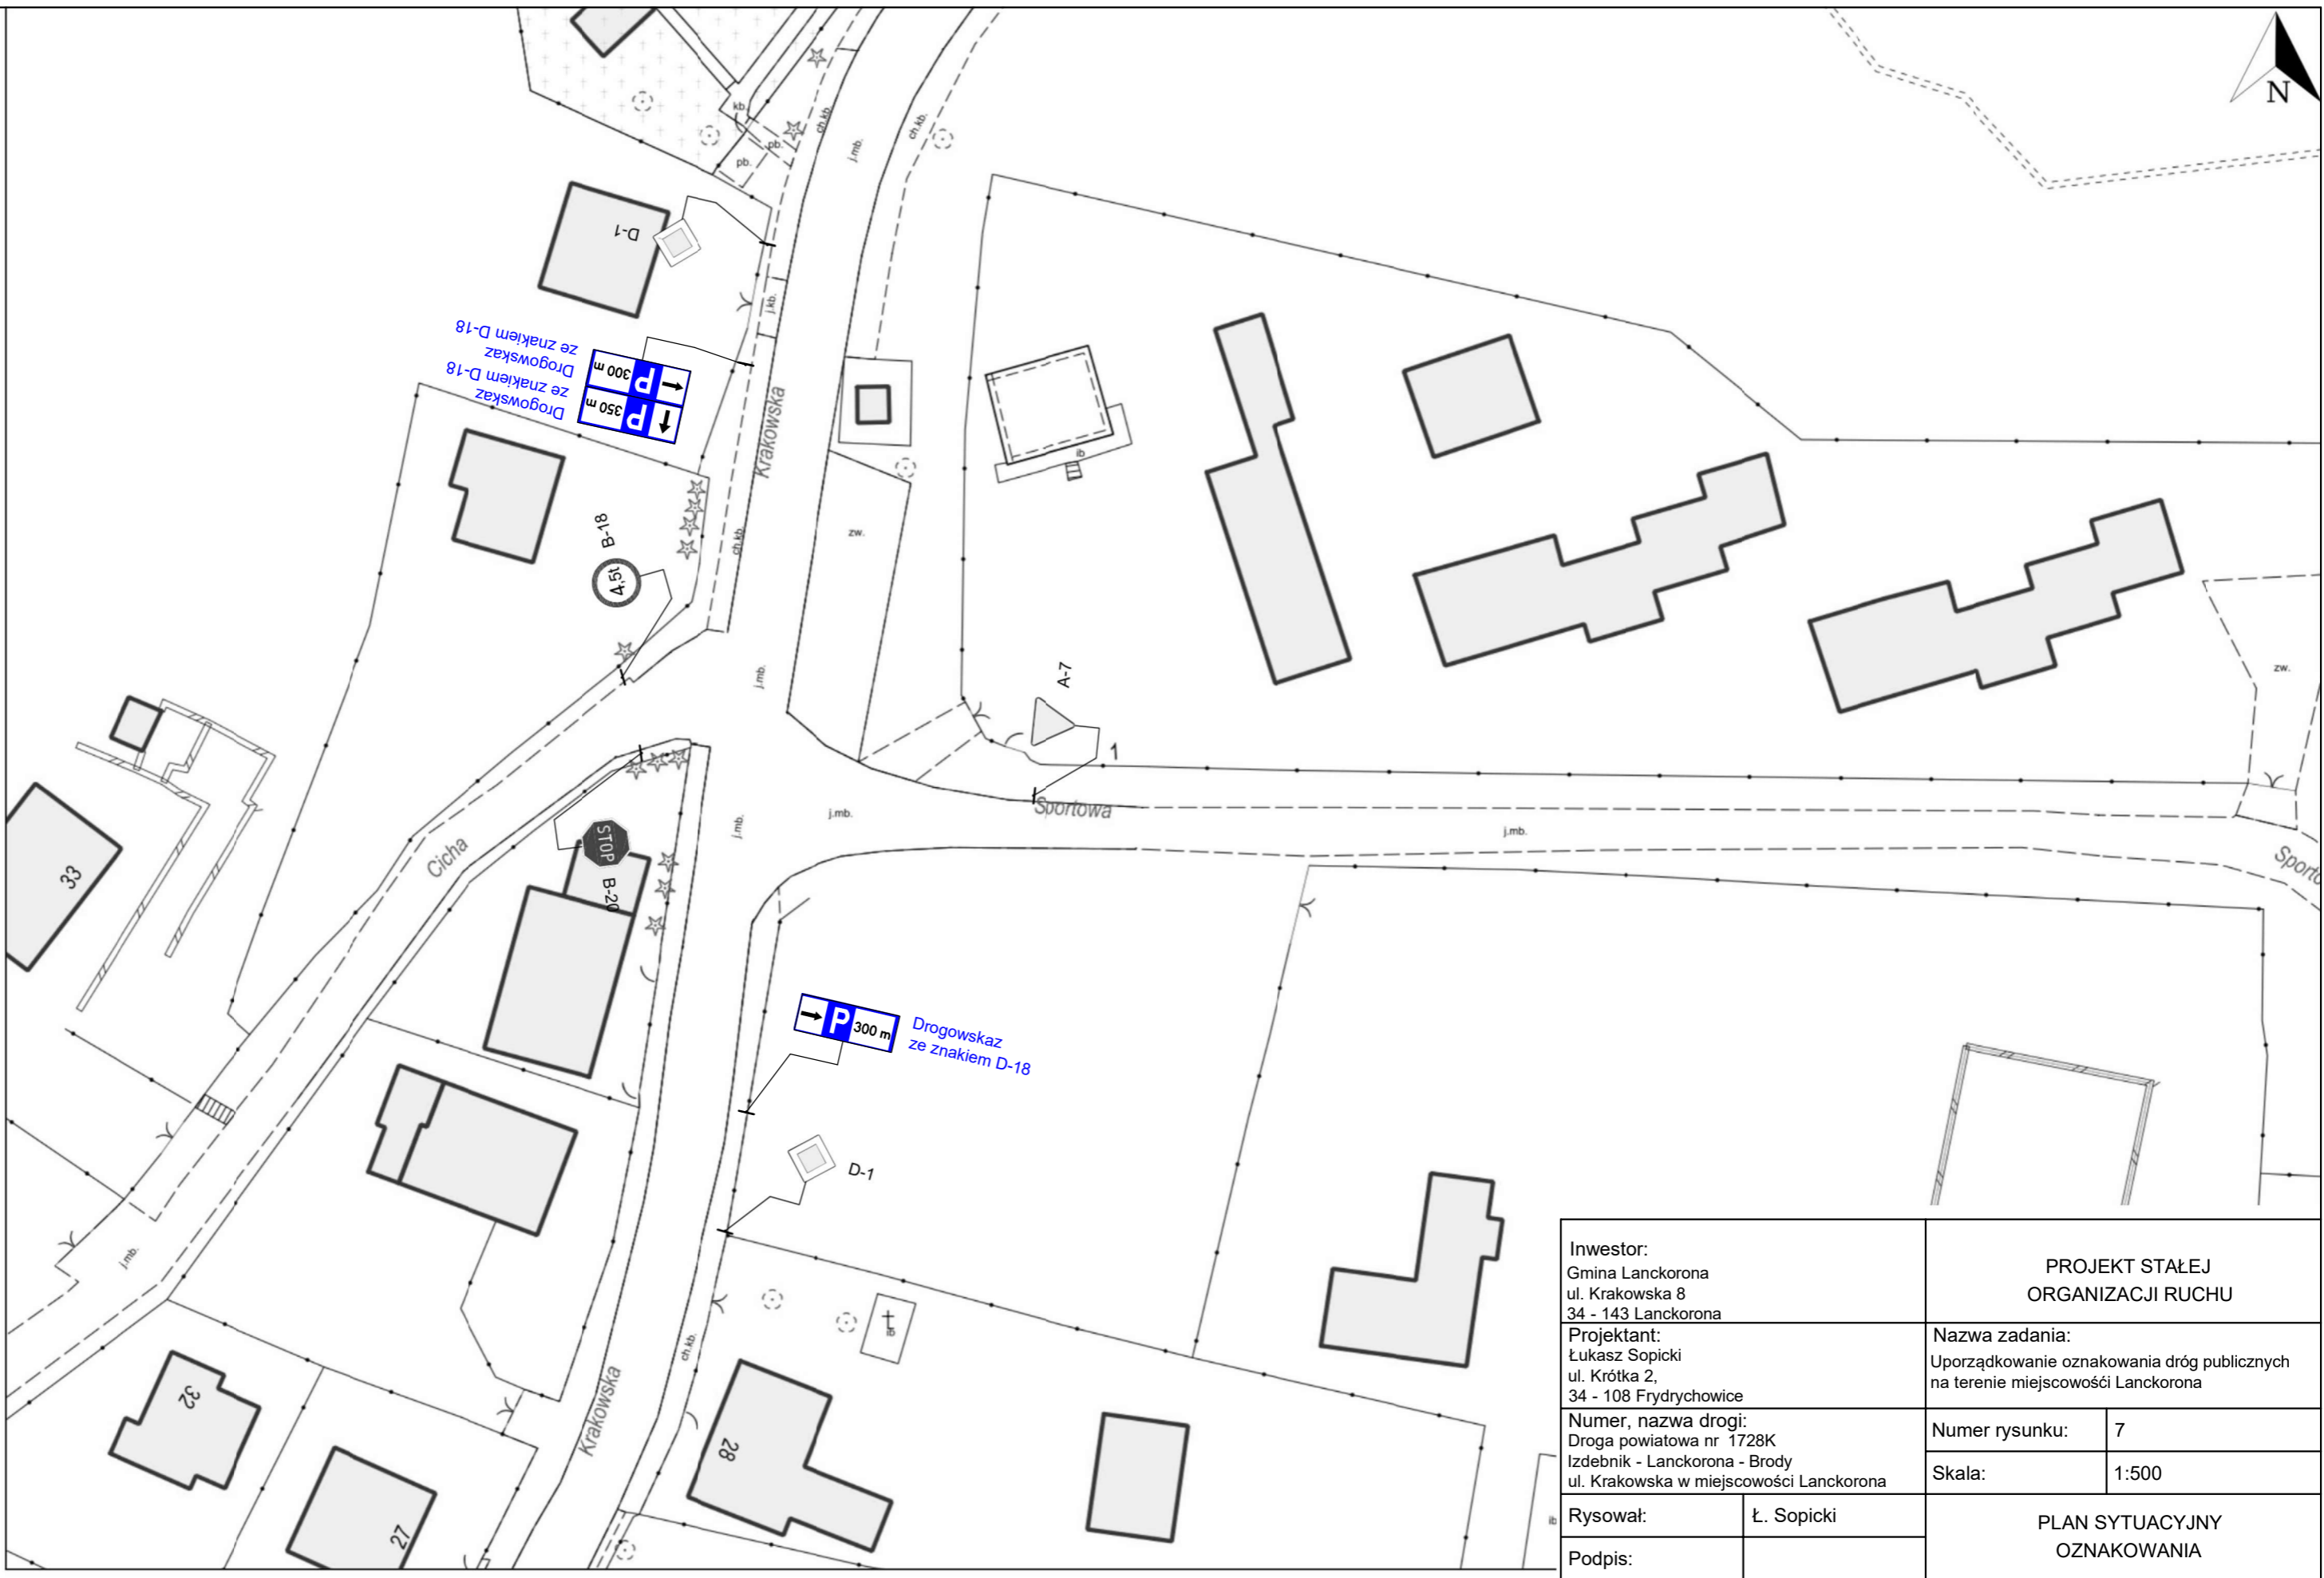 N
kb.
pb.
pb.
ch.kb.
j.mb.
ch.kb.
D-1
j.kb.
Drogowskaz
ze znakiem D-18
Drogowskaz
ze znakiem D-18
P 300 m
P 350 m
Krakowska
ib
B-18
4,5t
ch.kb.
zw.
j.mb.
A-7
zw.
1
Sportowa
j.mb.
j.mb.
j.mb.
Cicha
STOP
B-20
33
Sporto
P 300 m
Drogowskaz
ze znakiem D-18
D-1
j.mb.
ch.kb.
Krakowska
32
28
27
Inwestor:
Gmina Lanckorona
ul. Krakowska 8
34 - 143 Lanckorona
PROJEKT STAŁEJ
ORGANIZACJI RUCHU
Projektant:
Łukasz Sopicki
ul. Krótka 2,
34 - 108 Frydrychowice
Nazwa zadania:
Uporządkowanie oznakowania dróg publicznych
na terenie miejscowośći Lanckorona
Numer, nazwa drogi:
Droga powiatowa nr 1728K
Izdebnik - Lanckorona - Brody
ul. Krakowska w miejscowości Lanckorona
Numer rysunku: 7
Skala: 1:500
Rysował: Ł. Sopicki
Podpis:
PLAN SYTUACYJNY
OZNAKOWANIA